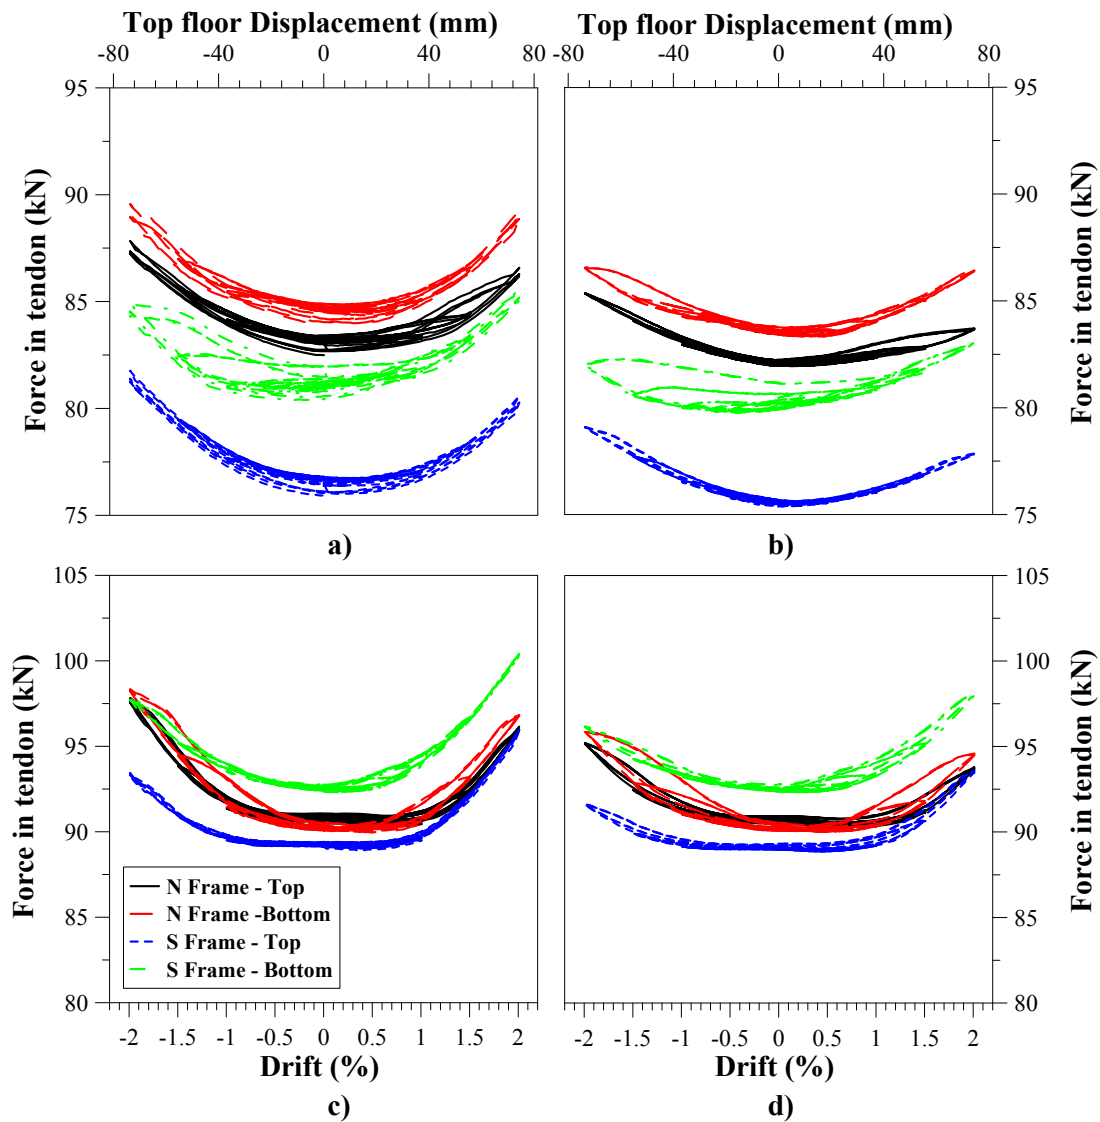 Top floor Displacement (mm)
Top floor Displacement (mm)
-80 -40 0 40 80
-80 -40 0 40 80
95
90
85
80
75
Force in tendon (kN)
95
90
85
80
75
Force in tendon (kN)
a)
b)
105
100
95
90
85
80
Force in tendon (kN)
105
100
95
90
85
80
Force in tendon (kN)
N Frame - Top
N Frame -Bottom
S Frame - Top
S Frame - Bottom
-2 -1.5 -1 -0.5 0 0.5 1 1.5 2
-2 -1.5 -1 -0.5 0 0.5 1 1.5 2
Drift (%)
Drift (%)
c)
d)